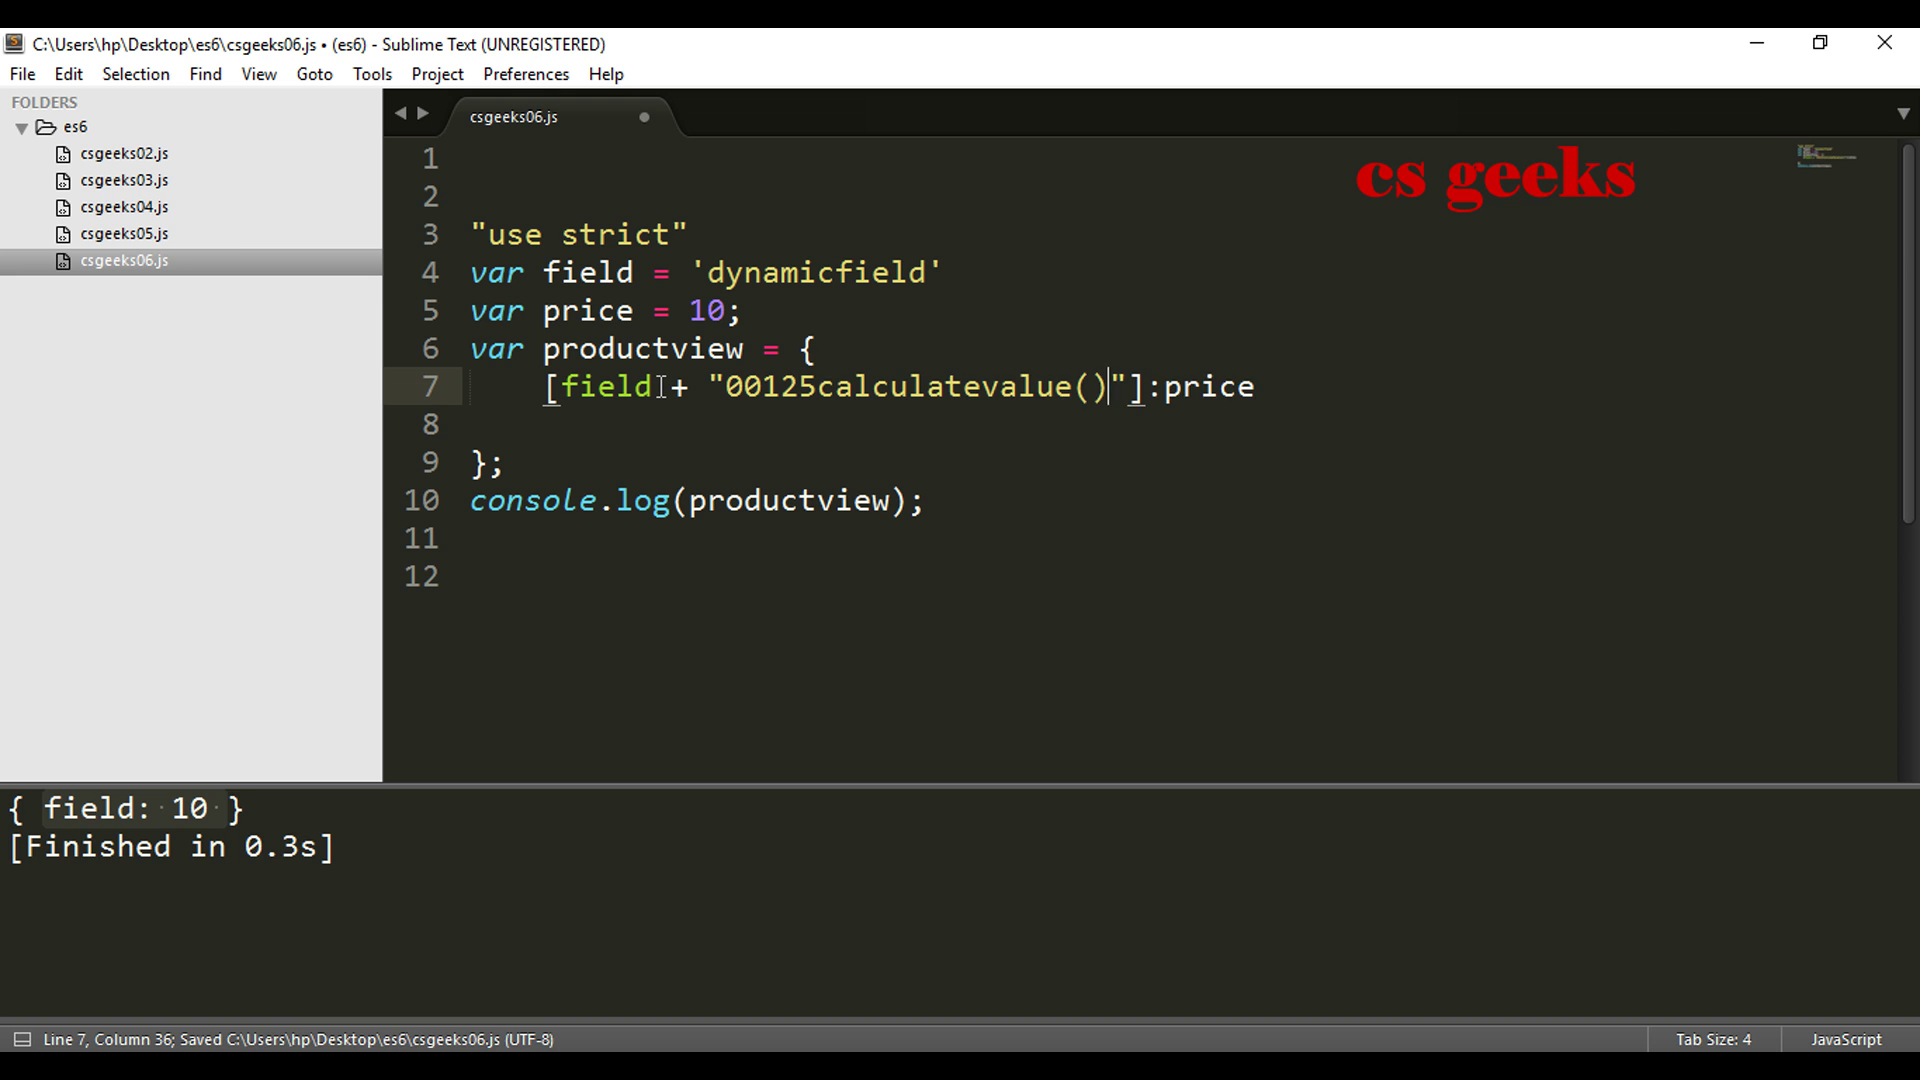 C:\Users\hp\Desktop\es6\csgeeks06.js • (es6) - Sublime Text (UNREGISTERED)
File Edit Selection Find View Goto Tools Project Preferences Help
FOLDERS
es6
csgeeks02.js
csgeeks03.js
csgeeks04.js
csgeeks05.js
csgeeks06.js
csgeeks06.js
cs geeks
1
2
3 "use strict"
4 var field = 'dynamicfield'
5 var price = 10;
6 var productview = {
7 [field + "00125calculatevalue()"]:price
8
9 };
10 console.log(productview);
11
12
{ field: 10 }
[Finished in 0.3s]
Line 7, Column 36; Saved C:\Users\hp\Desktop\es6\csgeeks06.js (UTF-8) Tab Size: 4 JavaScript